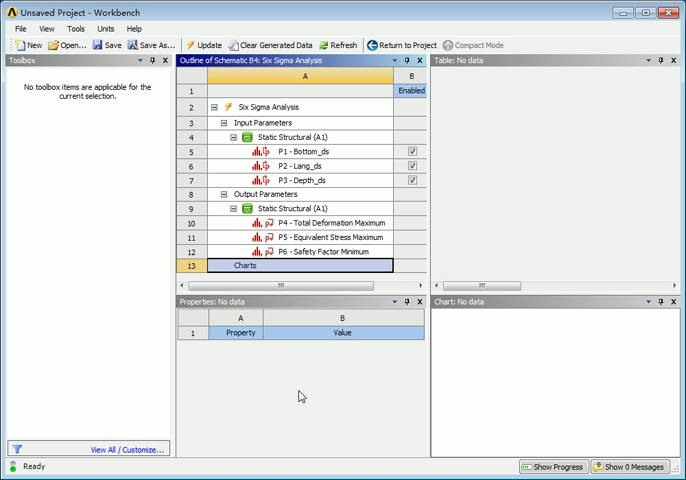 Unsaved Project - Workbench
File View Tools Units Help
New Open... Save Save As... Update Clear Generated Data Refresh Return to Project Compact Mode
Toolbox
No toolbox items are applicable for the
current selection.
View All / Customize...
Outline of Schematic B4: Six Sigma Analysis
A B
1 Enabled
2 Six Sigma Analysis
3 Input Parameters
4 Static Structural (A1)
5 P1 - Bottom_ds
6 P2 - Lang_ds
7 P3 - Depth_ds
8 Output Parameters
9 Static Structural (A1)
10 P4 - Total Deformation Maximum
11 P5 - Equivalent Stress Maximum
12 P6 - Safety Factor Minimum
13 Charts
Properties: No data
A B
1 Property Value
Table: No data
Chart: No data
Ready
Show Progress Show 0 Messages